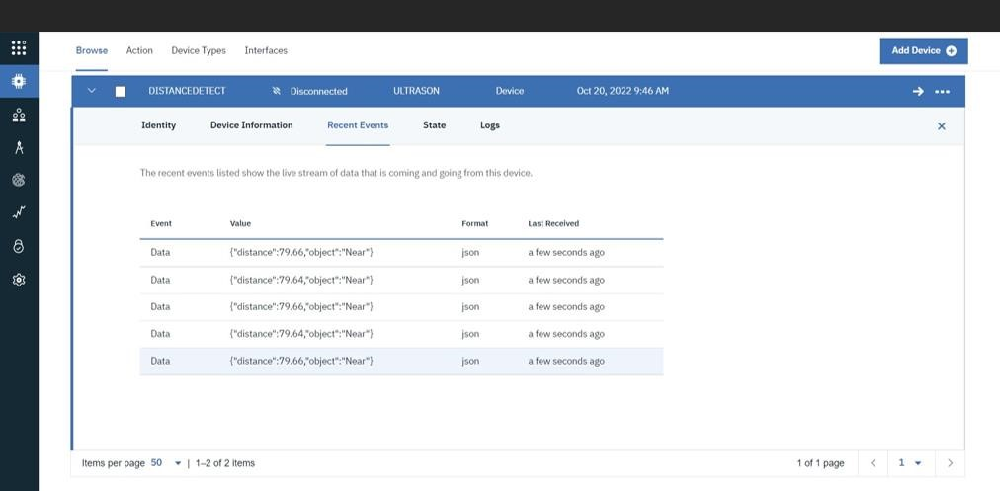 Browse Action Device Types Interfaces Add Device
DISTANCEDETECT Disconnected ULTRASON Device Oct 20, 2022 9:46 AM
Identity Device Information Recent Events State Logs
The recent events listed show the live stream of data that is coming and going from this device.
Event Value Format Last Received
Data {"distance":79.66,"object":"Near"} json a few seconds ago
Data {"distance":79.64,"object":"Near"} json a few seconds ago
Data {"distance":79.66,"object":"Near"} json a few seconds ago
Data {"distance":79.64,"object":"Near"} json a few seconds ago
Data {"distance":79.66,"object":"Near"} json a few seconds ago
Items per page 50 | 1–2 of 2 items 1 of 1 page 1